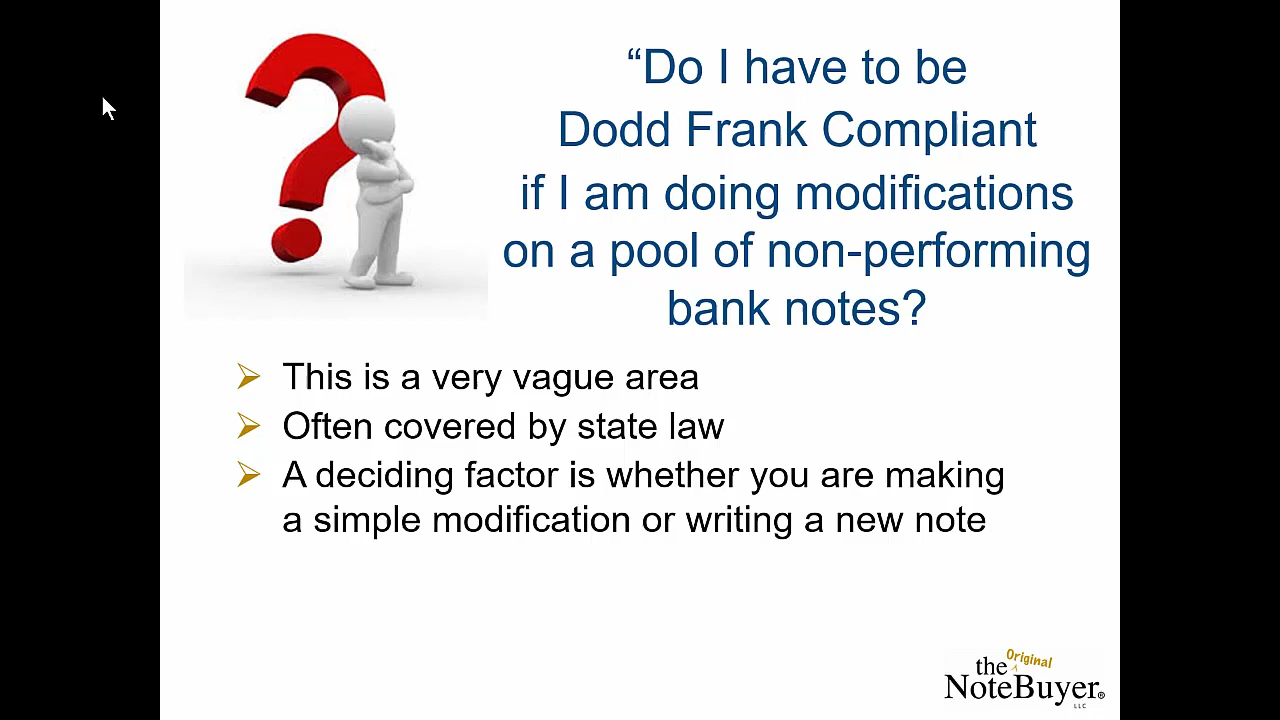 “Do I have to be
Dodd Frank Compliant
if I am doing modifications
on a pool of non-performing
bank notes?
This is a very vague area
Often covered by state law
A deciding factor is whether you are making
a simple modification or writing a new note
the Original
NoteBuyer®
LLC